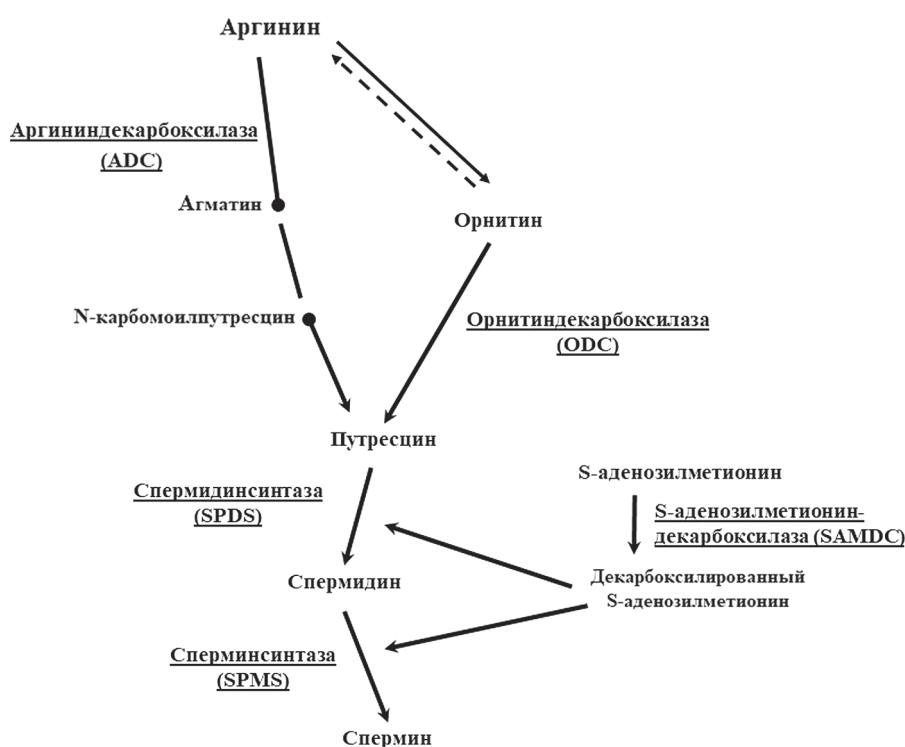 Аргинин
Аргининдекарбоксилаза
(ADC)
Агматин
Орнитин
N-карбомоилпутресцин
Орнитиндекарбоксилаза
(ODC)
Путресцин
S-аденозилметионин
Спермидинсинтаза
(SPDS)
S-аденозилметионин-
декарбоксилаза (SAMDC)
Спермидин
Декарбоксилированный
S-аденозилметионин
Сперминсинтаза
(SPMS)
Спермин